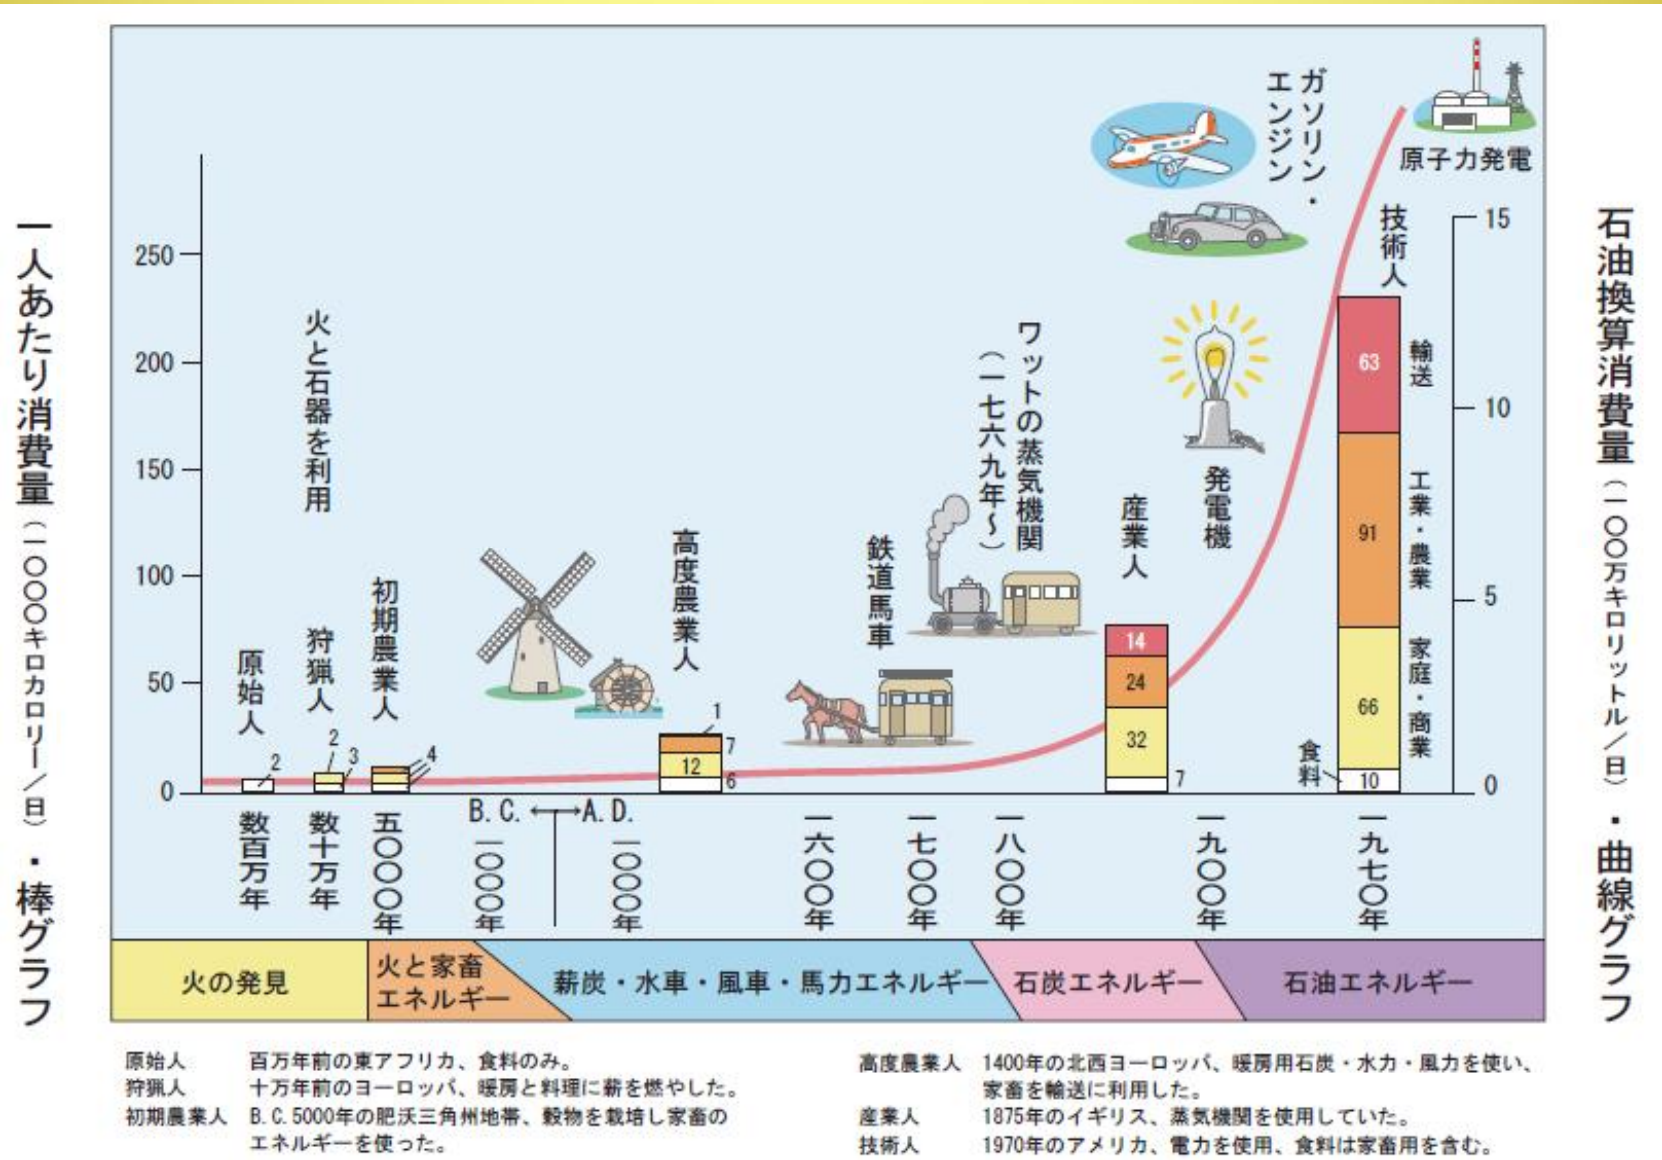 一人あたり消費量(一〇〇〇キロカロリー/日)・棒グラフ
250
200
150
100
50
0
原始人
2
火と石器を利用
狩猟人
2
3
初期農業人
4
高度農業人
1
7
12
6
鉄道馬車
ワットの蒸気機関
(一七六九年~)
産業人
14
24
32
7
発電機
ガソリン・
エンジン
原子力発電
技術人
63
91
66
10
輸送
工業・農業
家庭・商業
食料
15
10
5
0
石油換算消費量(一〇〇万キロリットル/日)・曲線グラフ
B.C.←→A.D.
数百万年
数十万年
五〇〇〇年
一〇〇〇年
一〇〇〇年
一六〇〇年
一七〇〇年
一八〇〇年
一九〇〇年
一九七〇年
火の発見
火と家畜
エネルギー
薪炭・水車・風車・馬力エネルギー
石炭エネルギー
石油エネルギー
原始人 百万年前の東アフリカ、食料のみ。
狩猟人 十万年前のヨーロッパ、暖房と料理に薪を燃やした。
初期農業人 B.C.5000年の肥沃三角州地帯、穀物を栽培し家畜の
エネルギーを使った。
高度農業人 1400年の北西ヨーロッパ、暖房用石炭・水力・風力を使い、
家畜を輸送に利用した。
産業人 1875年のイギリス、蒸気機関を使用していた。
技術人 1970年のアメリカ、電力を使用、食料は家畜用を含む。